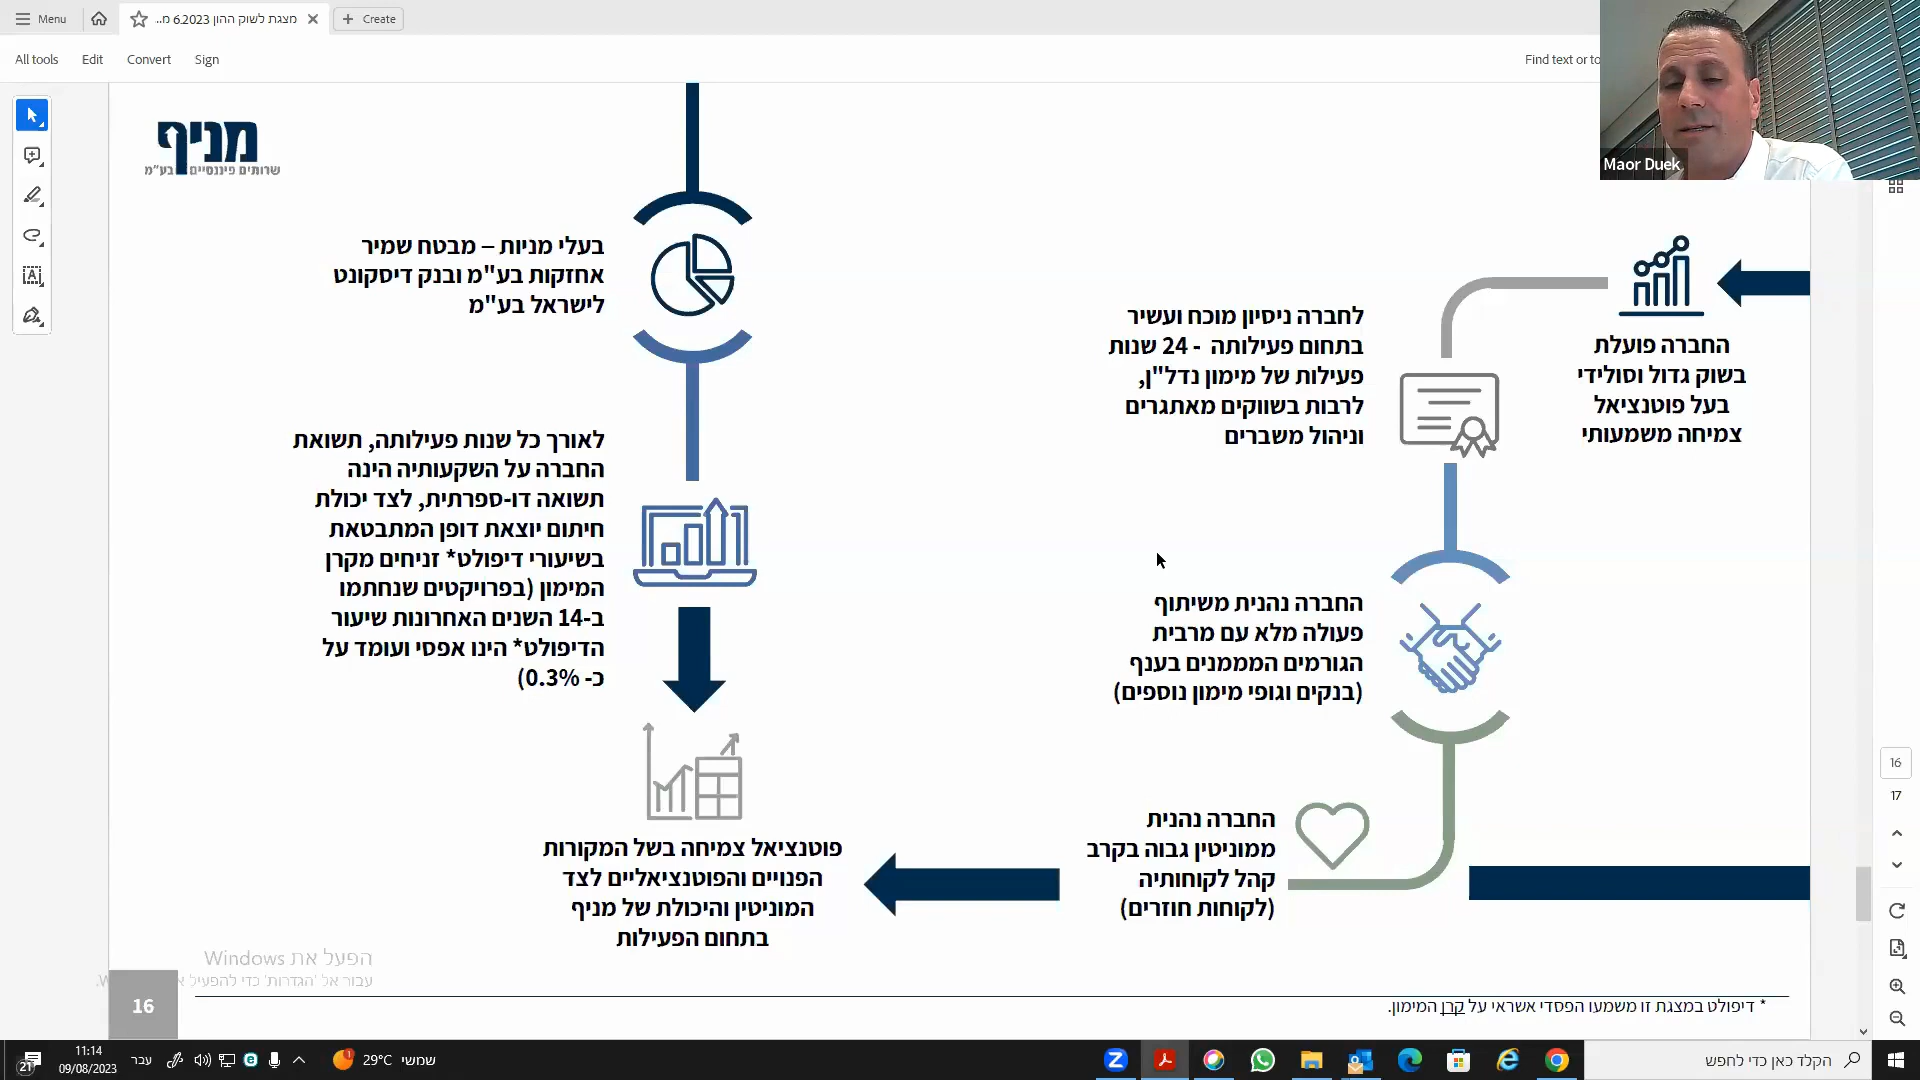 Menu
מצגת לשוק ההון 6.2023 מ...
Create
All tools
Edit
Convert
Sign
Find text or to
Maor Duek
מניף
שרותים פיננסיים בע"מ
החברה פועלת
בשוק גדול וסולידי
בעל פוטנציאל
צמיחה משמעותי
לחברה ניסיון מוכח ועשיר
בתחום פעילותה - 24 שנות
פעילות של מימון נדל"ן,
לרבות בשווקים מאתגרים
וניהול משברים
החברה נהנית משיתוף
פעולה מלא עם מרבית
הגורמים המממנים בענף
(בנקים וגופי מימון נוספים)
החברה נהנית
ממוניטין גבוה בקרב
קהל לקוחותיה
(לקוחות חוזרים)
בעלי מניות – מבטח שמיר
אחזקות בע"מ ובנק דיסקונט
לישראל בע"מ
לאורך כל שנות פעילותה, תשואת
החברה על השקעותיה הינה
תשואה דו-ספרתית, לצד יכולת
חיתום יוצאת דופן המתבטאת
בשיעורי דיפולט* זניחים מקרן
המימון (בפרויקטים שנחתמו
ב-14 השנים האחרונות שיעור
הדיפולט* הינו אפסי ועומד על
כ- 0.3%)
פוטנציאל צמיחה בשל המקורות
הפנויים והפוטנציאליים לצד
המוניטין והיכולת של מניף
בתחום הפעילות
הפעל את Windows
עבור אל 'הגדרות' כדי להפעיל
16
* דיפולט במצגת זו משמעו הפסדי אשראי על קרן המימון.
16
17
הקלד כאן כדי לחפש
שמשי 29°C
1
עבר
11:14
09/08/2023
21